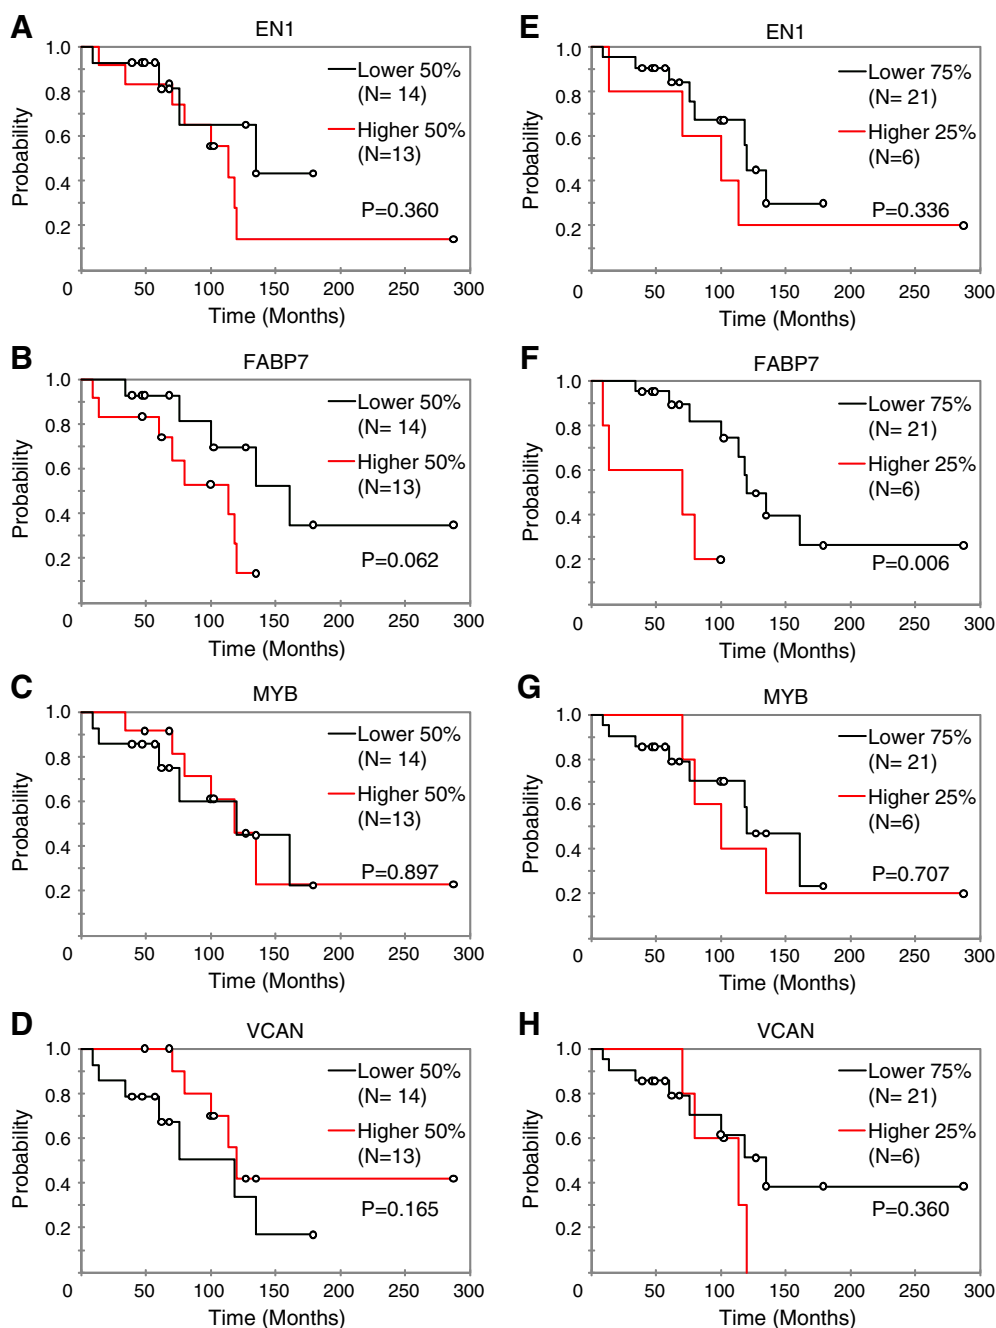 A
EN1
1.0
0.8
0.6
0.4
0.2
Probability
Lower 50%
(N= 14)
Higher 50%
(N=13)
P=0.360
0 50 100 150 200 250 300
Time (Months)
E
EN1
1.0
0.8
0.6
0.4
0.2
Probability
Lower 75%
(N= 21)
Higher 25%
(N=6)
P=0.336
0 50 100 150 200 250 300
Time (Months)
B
FABP7
1.0
0.8
0.6
0.4
0.2
Probability
Lower 50%
(N= 14)
Higher 50%
(N=13)
P=0.062
0 50 100 150 200 250 300
Time (Months)
F
FABP7
1.0
0.8
0.6
0.4
0.2
Probability
Lower 75%
(N= 21)
Higher 25%
(N=6)
P=0.006
0 50 100 150 200 250 300
Time (Months)
C
MYB
1.0
0.8
0.6
0.4
0.2
Probability
Lower 50%
(N= 14)
Higher 50%
(N=13)
P=0.897
0 50 100 150 200 250 300
Time (Months)
G
MYB
1.0
0.8
0.6
0.4
0.2
Probability
Lower 75%
(N= 21)
Higher 25%
(N=6)
P=0.707
0 50 100 150 200 250 300
Time (Months)
D
VCAN
1.0
0.8
0.6
0.4
0.2
Probability
Lower 50%
(N= 14)
Higher 50%
(N=13)
P=0.165
0 50 100 150 200 250 300
Time (Months)
H
VCAN
1.0
0.8
0.6
0.4
0.2
Probability
Lower 75%
(N= 21)
Higher 25%
(N=6)
P=0.360
0 50 100 150 200 250 300
Time (Months)